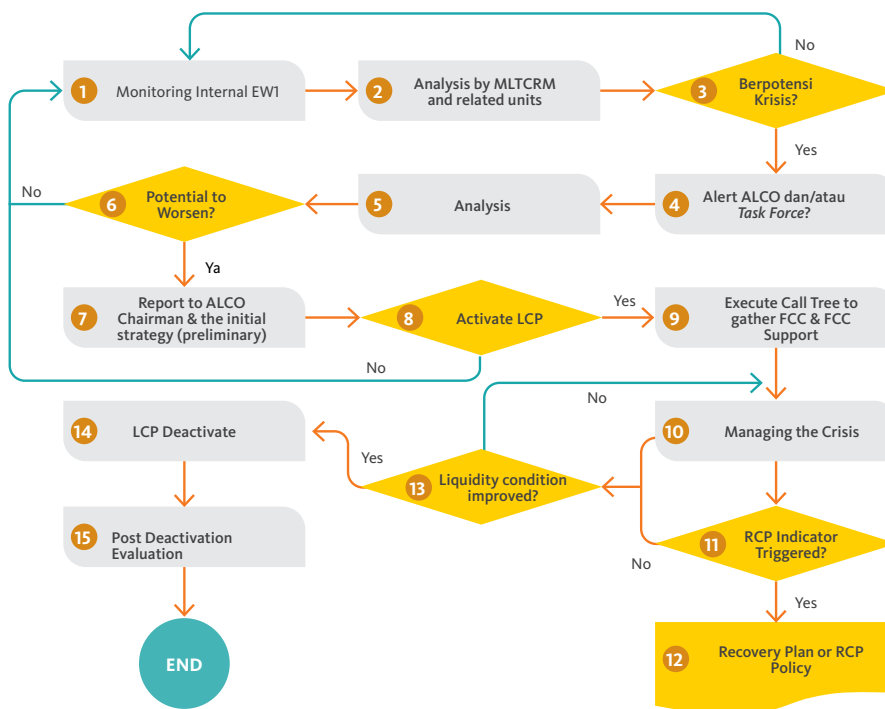 No
1
Monitoring Internal EW1
2
Analysis by MLTCRM
and related units
3
Berpotensi
Krisis?
Yes
No
6
Potential to
Worsen?
5
Analysis
4
Alert ALCO dan/atau
Task Force?
Ya
7
Report to ALCO
Chairman & the initial
strategy (preliminary)
8
Activate LCP
Yes
9
Execute Call Tree to
gather FCC & FCC
Support
No
No
14
LCP Deactivate
Yes
13
Liquidity condition
improved?
10
Managing the Crisis
15
Post Deactivation
Evaluation
11
RCP Indicator
Triggered?
No
Yes
END
12
Recovery Plan or RCP
Policy